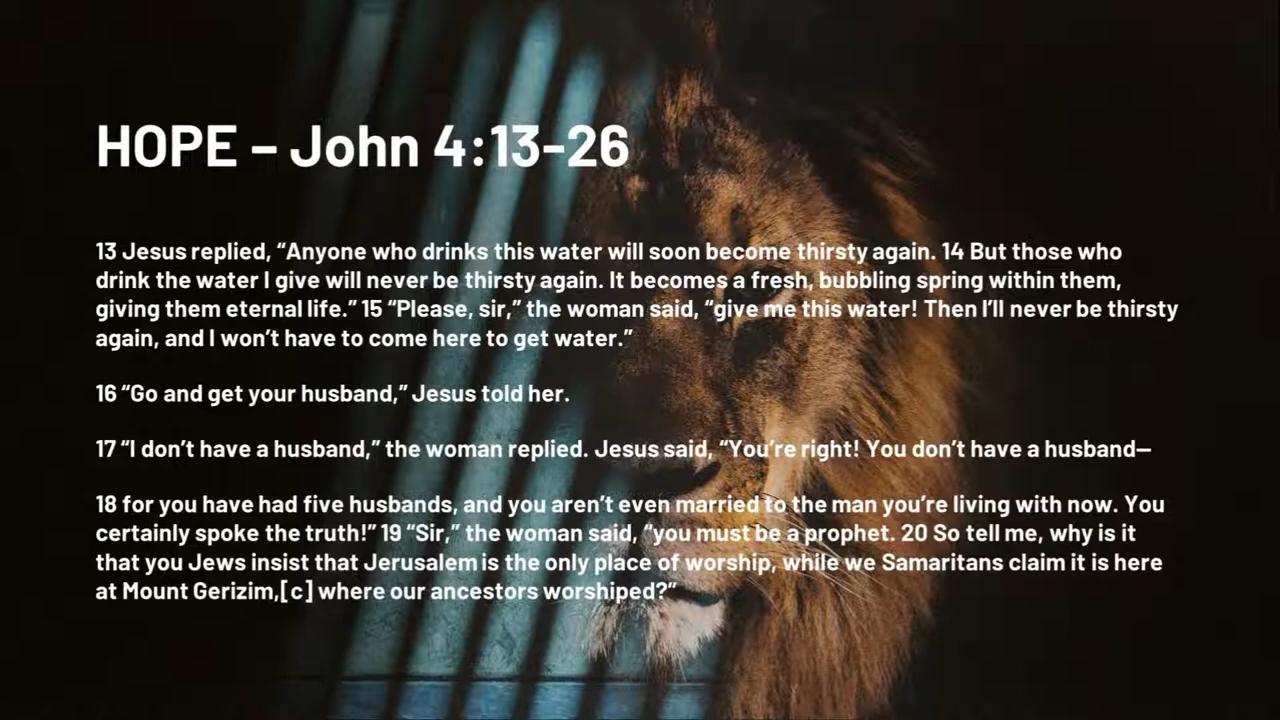 HOPE – John 4:13-26
13 Jesus replied, “Anyone who drinks this water will soon become thirsty again. 14 But those who
drink the water I give will never be thirsty again. It becomes a fresh, bubbling spring within them,
giving them eternal life.” 15 “Please, sir,” the woman said, “give me this water! Then I’ll never be thirsty
again, and I won’t have to come here to get water.”
16 “Go and get your husband,” Jesus told her.
17 “I don’t have a husband,” the woman replied. Jesus said, “You’re right! You don’t have a husband—
18 for you have had five husbands, and you aren’t even married to the man you’re living with now. You
certainly spoke the truth!” 19 “Sir,” the woman said, “you must be a prophet. 20 So tell me, why is it
that you Jews insist that Jerusalem is the only place of worship, while we Samaritans claim it is here
at Mount Gerizim,[c] where our ancestors worshiped?”